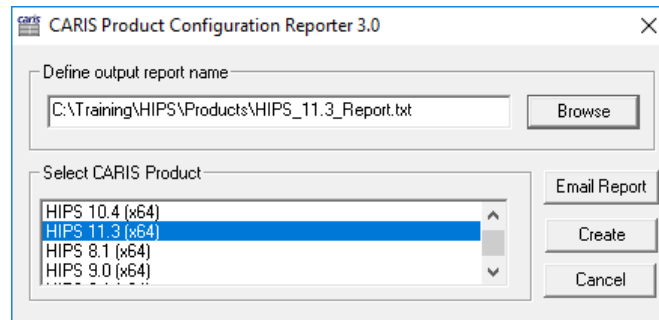 caris
CARIS Product Configuration Reporter 3.0
Define output report name
C:\Training\HIPS\Products\HIPS_11.3_Report.txt
Browse
Select CARIS Product
HIPS 10.4 (x64)
HIPS 11.3 (x64)
HIPS 8.1 (x64)
HIPS 9.0 (x64)
Email Report
Create
Cancel